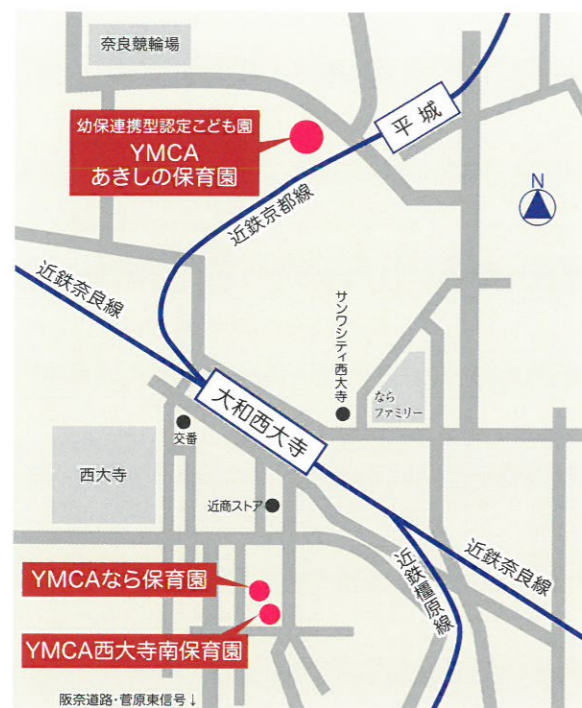 奈良競輪場
幼保連携型認定こども園
YMCA
あきしの保育園
平城
N
近鉄京都線
近鉄奈良線
サンワシティ西大寺
なら
ファミリー
大和西大寺
交番
西大寺
近商ストア
近鉄奈良線
近鉄橿原線
YMCAなら保育園
YMCA西大寺南保育園
阪奈道路・菅原東信号↓